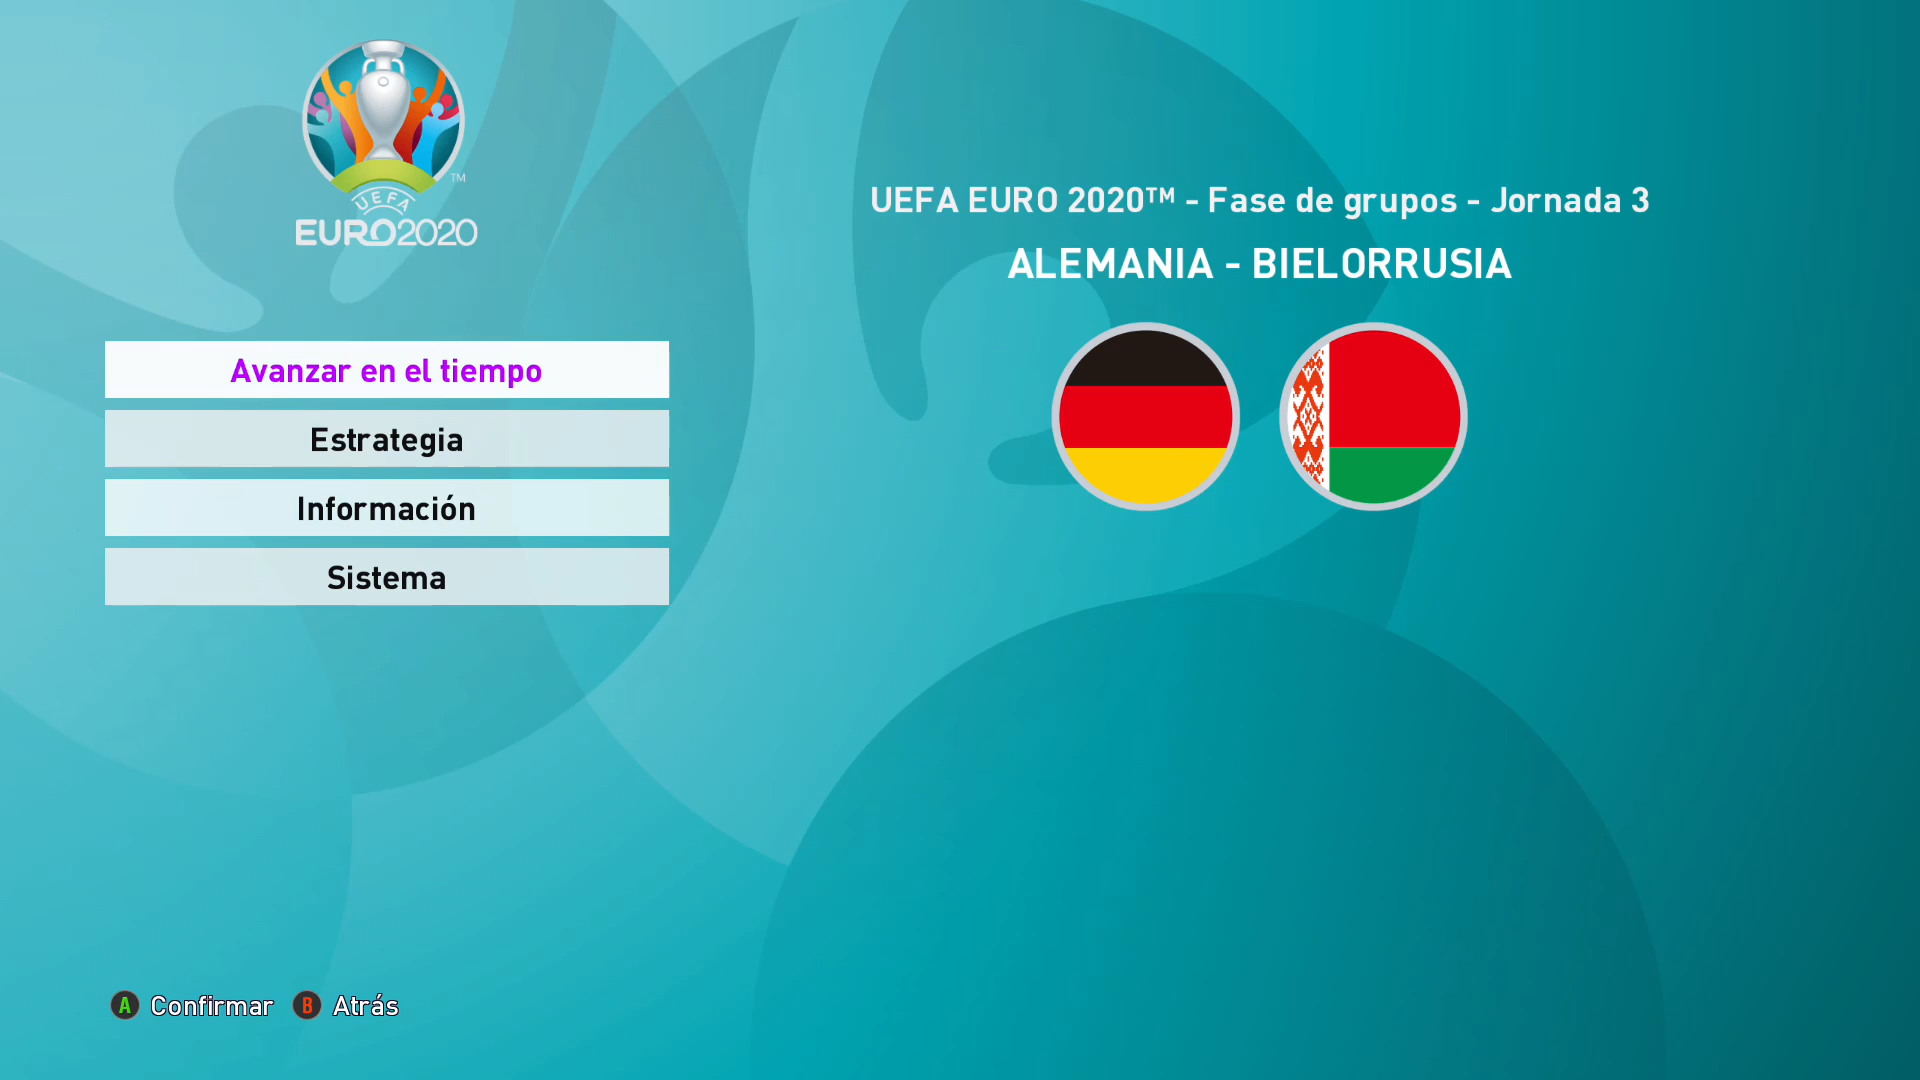 TM
UEFA
EURO2020
UEFA EURO 2020™ - Fase de grupos - Jornada 3
ALEMANIA - BIELORRUSIA
Avanzar en el tiempo
Estrategia
Información
Sistema
A Confirmar B Atrás